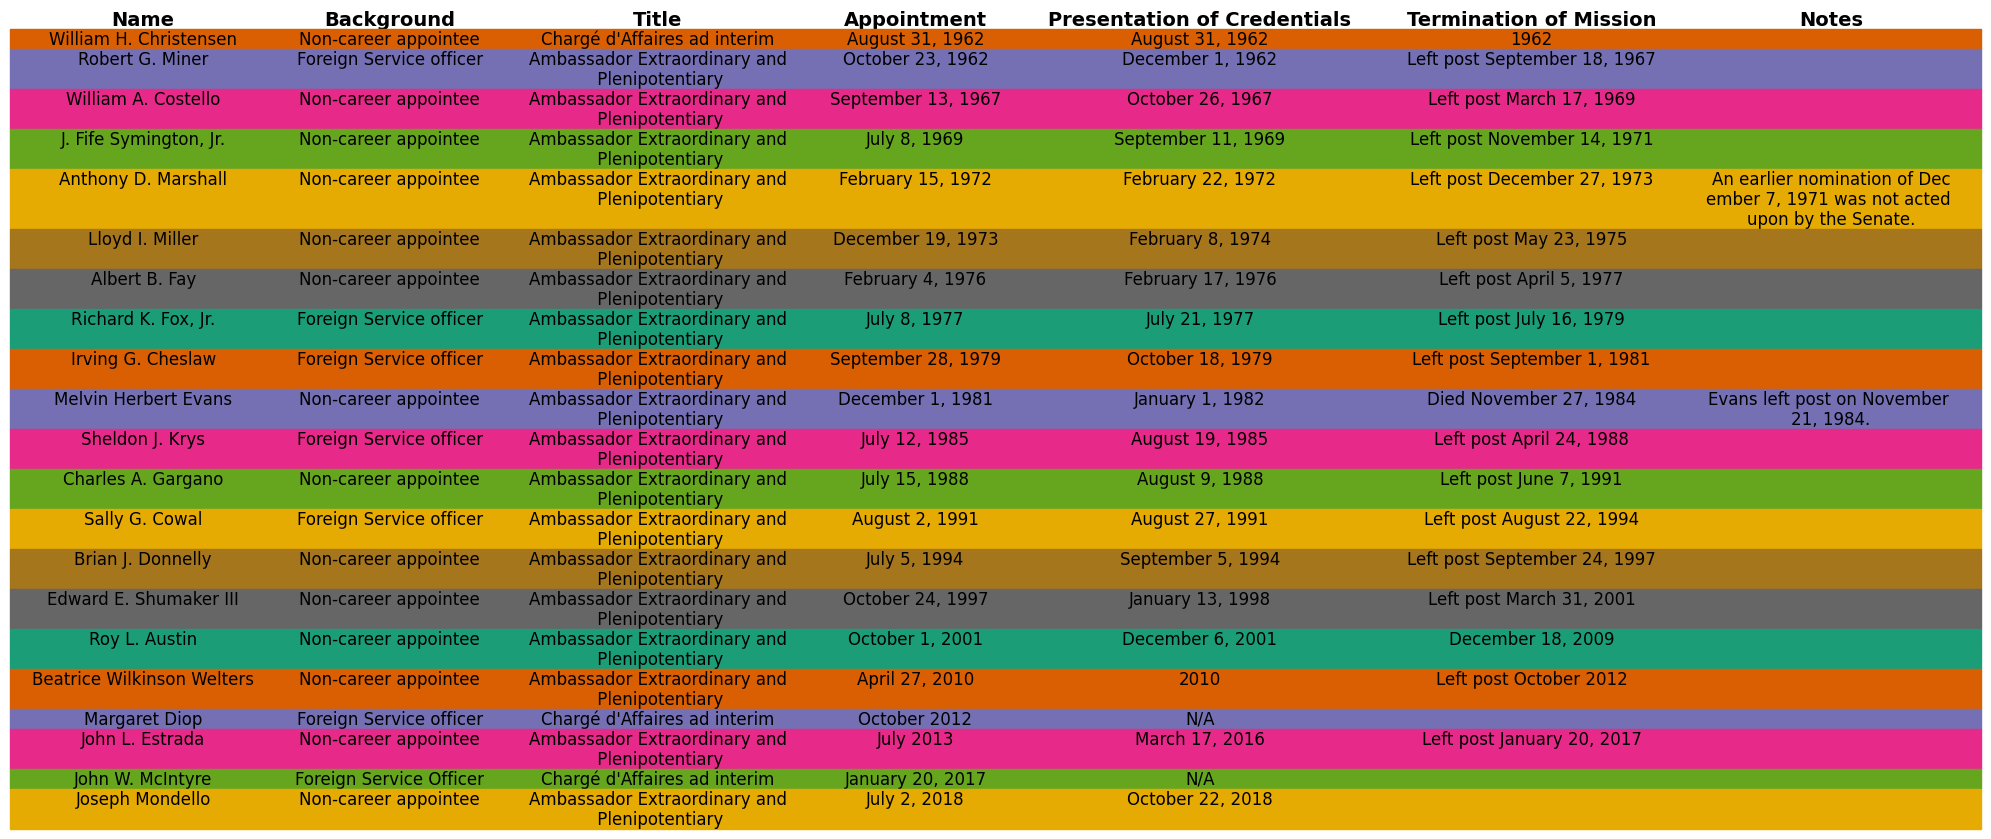 Name Background Title Appointment Presentation of Credentials Termination of Mission Notes
William H. Christensen Non-career appointee Chargé d'Affaires ad interim August 31, 1962 August 31, 1962 1962
Robert G. Miner Foreign Service officer Ambassador Extraordinary and October 23, 1962 December 1, 1962 Left post September 18, 1967
Plenipotentiary
William A. Costello Non-career appointee Ambassador Extraordinary and September 13, 1967 October 26, 1967 Left post March 17, 1969
Plenipotentiary
J. Fife Symington, Jr. Non-career appointee Ambassador Extraordinary and July 8, 1969 September 11, 1969 Left post November 14, 1971
Plenipotentiary
Anthony D. Marshall Non-career appointee Ambassador Extraordinary and February 15, 1972 February 22, 1972 Left post December 27, 1973 An earlier nomination of Dec
Plenipotentiary ember 7, 1971 was not acted
upon by the Senate.
Lloyd I. Miller Non-career appointee Ambassador Extraordinary and December 19, 1973 February 8, 1974 Left post May 23, 1975
Plenipotentiary
Albert B. Fay Non-career appointee Ambassador Extraordinary and February 4, 1976 February 17, 1976 Left post April 5, 1977
Plenipotentiary
Richard K. Fox, Jr. Foreign Service officer Ambassador Extraordinary and July 8, 1977 July 21, 1977 Left post July 16, 1979
Plenipotentiary
Irving G. Cheslaw Foreign Service officer Ambassador Extraordinary and September 28, 1979 October 18, 1979 Left post September 1, 1981
Plenipotentiary
Melvin Herbert Evans Non-career appointee Ambassador Extraordinary and December 1, 1981 January 1, 1982 Died November 27, 1984 Evans left post on November
Plenipotentiary 21, 1984.
Sheldon J. Krys Foreign Service officer Ambassador Extraordinary and July 12, 1985 August 19, 1985 Left post April 24, 1988
Plenipotentiary
Charles A. Gargano Non-career appointee Ambassador Extraordinary and July 15, 1988 August 9, 1988 Left post June 7, 1991
Plenipotentiary
Sally G. Cowal Foreign Service officer Ambassador Extraordinary and August 2, 1991 August 27, 1991 Left post August 22, 1994
Plenipotentiary
Brian J. Donnelly Non-career appointee Ambassador Extraordinary and July 5, 1994 September 5, 1994 Left post September 24, 1997
Plenipotentiary
Edward E. Shumaker III Non-career appointee Ambassador Extraordinary and October 24, 1997 January 13, 1998 Left post March 31, 2001
Plenipotentiary
Roy L. Austin Non-career appointee Ambassador Extraordinary and October 1, 2001 December 6, 2001 December 18, 2009
Plenipotentiary
Beatrice Wilkinson Welters Non-career appointee Ambassador Extraordinary and April 27, 2010 2010 Left post October 2012
Plenipotentiary
Margaret Diop Foreign Service officer Chargé d'Affaires ad interim October 2012 N/A
John L. Estrada Non-career appointee Ambassador Extraordinary and July 2013 March 17, 2016 Left post January 20, 2017
Plenipotentiary
John W. McIntyre Foreign Service Officer Chargé d'Affaires ad interim January 20, 2017 N/A
Joseph Mondello Non-career appointee Ambassador Extraordinary and July 2, 2018 October 22, 2018
Plenipotentiary